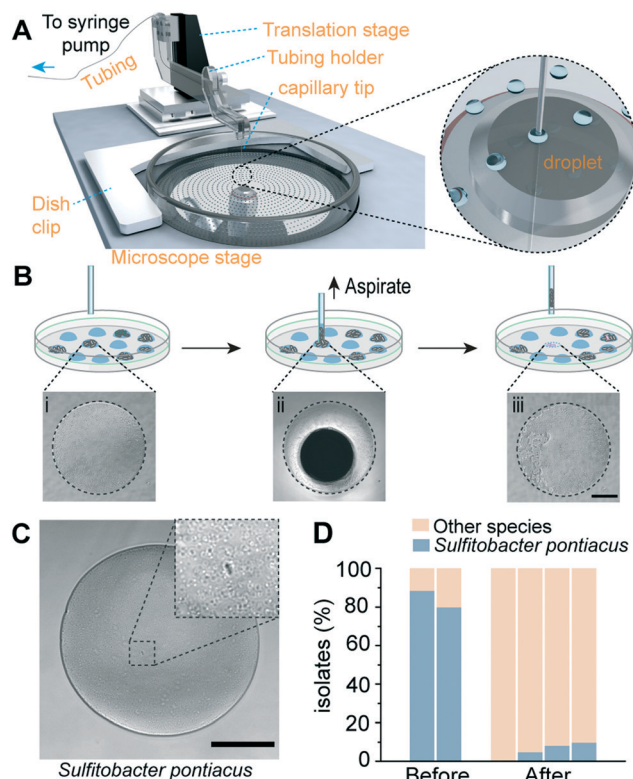 A
To syringe
pump
Tubing
Translation stage
Tubing holder
capillary tip
droplet
Dish
clip
Microscope stage
B
Aspirate
i
ii
iii
C
Sulfitobacter pontiacus
D
Other species
Sulfitobacter pontiacus
isolates (%)
100
80
60
40
20
0
Before
After